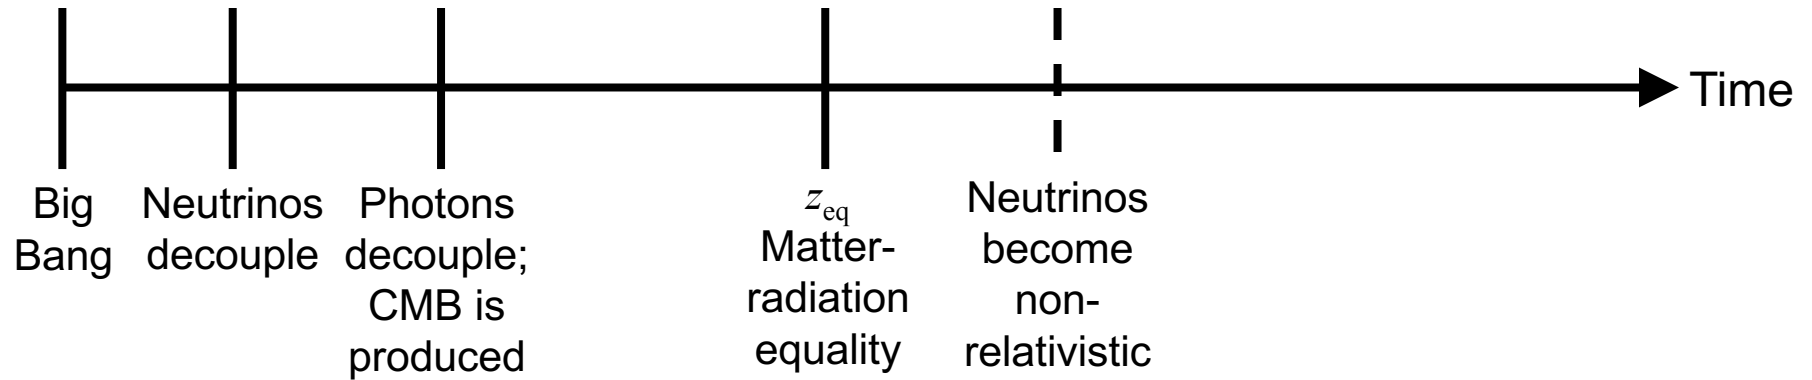 Time
Big
Bang
Neutrinos
decouple
Photons
decouple;
CMB is
produced
z_eq
Matter-
radiation
equality
Neutrinos
become
non-
relativistic